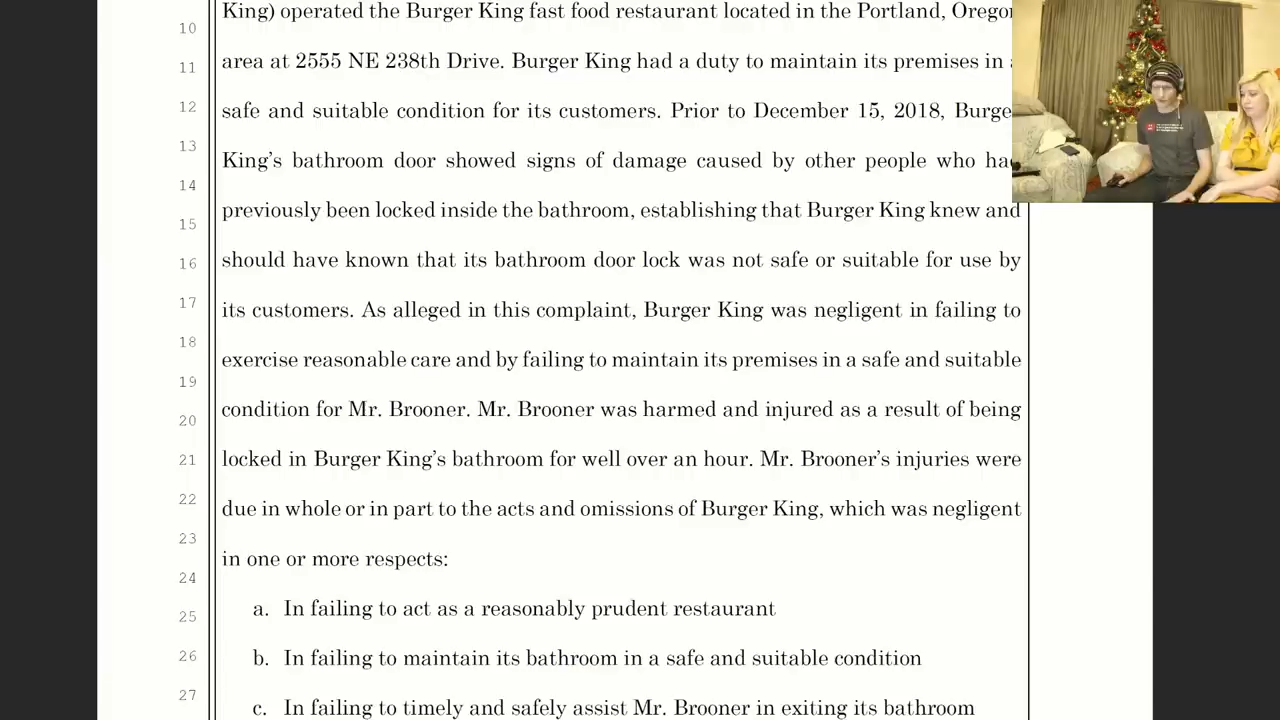 King) operated the Burger King fast food restaurant located in the Portland,
10
11 area at 2555 NE 238th Drive. Burger King had a duty to maintain its premises in
12 safe and suitable condition for its customers. Prior to December 15, 2018,
13
King's bathroom door showed signs of damage caused by other people who
14
previously been locked inside the bathroom, establishing that Burger King knew and
15
16 should have known that its bathroom door lock was not safe or suitable for use by
17 its customers. As alleged in this complaint, Burger King was negligent in failing to
18
exercise reasonable care and by failing to maintain its premises in a safe and suitable
19
20 condition for Mr. Brooner. Mr. Brooner was harmed and injured as a result of being
21 locked in Burger King's bathroom for well over an hour. Mr. Brooner's injuries were
22 due in whole or in part to the acts and omissions of Burger King, which was negligent
23
in one or more respects:
24
25 a. In failing to act as a reasonably prudent restaurant
26 b. In failing to maintain its bathroom in a safe and suitable condition
27 c. In failing to timely and safely assist Mr. Brooner in exiting its bathroom